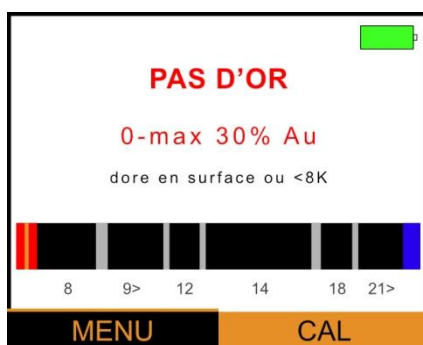 PAS D'OR
0-max 30% Au
dore en surface ou <8K
8 9> 12 14 18 21>
MENU CAL